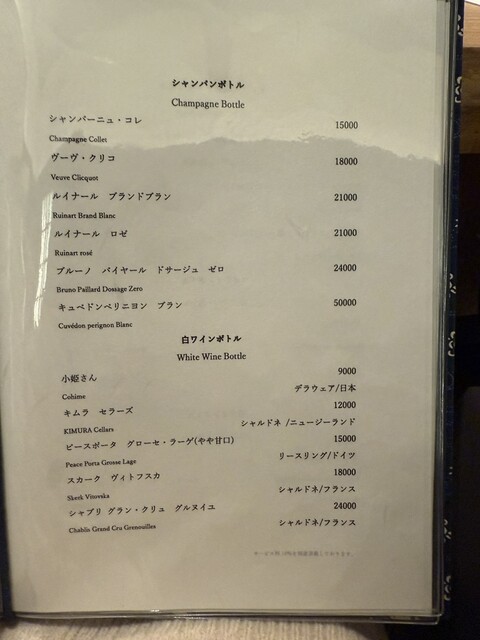 シャンパンボトル
Champagne Bottle
シャンパーニュ・コレ 15000
Champagne Collet
ヴーヴ・クリコ 18000
Veuve Clicquot
ルイナール ブランドブラン 21000
Ruinart Brand Blanc
ルイナール ロゼ 21000
Ruinart rosé
ブルーノ パイヤール ドサージュ ゼロ 24000
Bruno Paillard Dossage Zero
キュベドンペリニヨン ブラン 50000
Cuvédon perignon Blanc
白ワインボトル
White Wine Bottle
小姫さん 9000
Cohime デラウェア/日本
キムラ セラーズ 12000
KIMURA Cellars シャルドネ /ニュージーランド
ピースポータ グローセ・ラーゲ(やや甘口) 15000
Peace Porta Grosse Lage リースリング/ドイツ
スカーク ヴィトフスカ 18000
Skerk Vitovska シャルドネ/フランス
シャブリ グラン・クリュ グルヌイユ 24000
Chablis Grand Cru Grenouilles シャルドネ/フランス